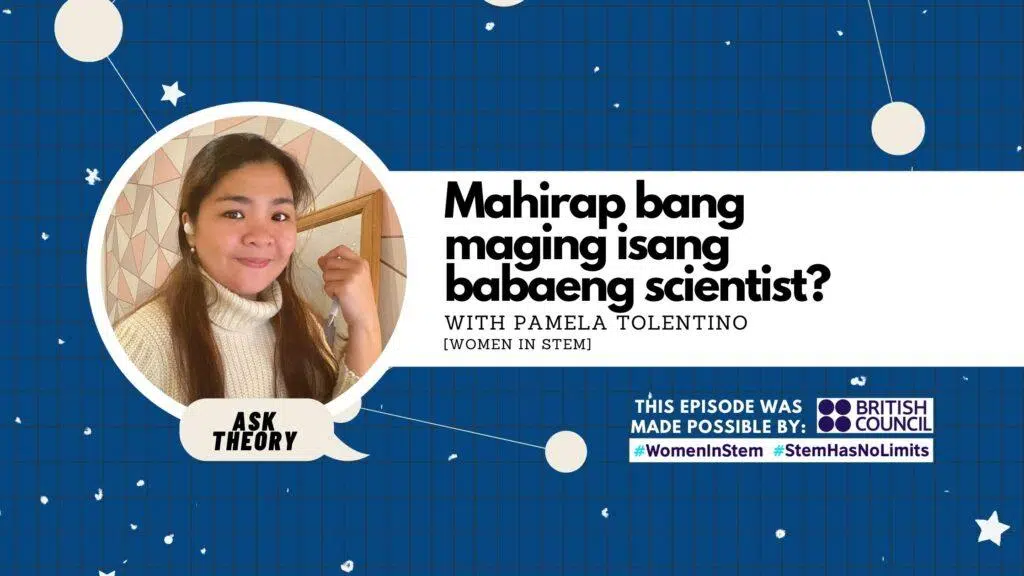 Mahirap bang
maging isang
babaeng scientist?
WITH PAMELA TOLENTINO
[WOMEN IN STEM]
ASK
THEORY
THIS EPISODE WAS
MADE POSSIBLE BY:
BRITISH
COUNCIL
#WomenInStem #StemHasNoLimits